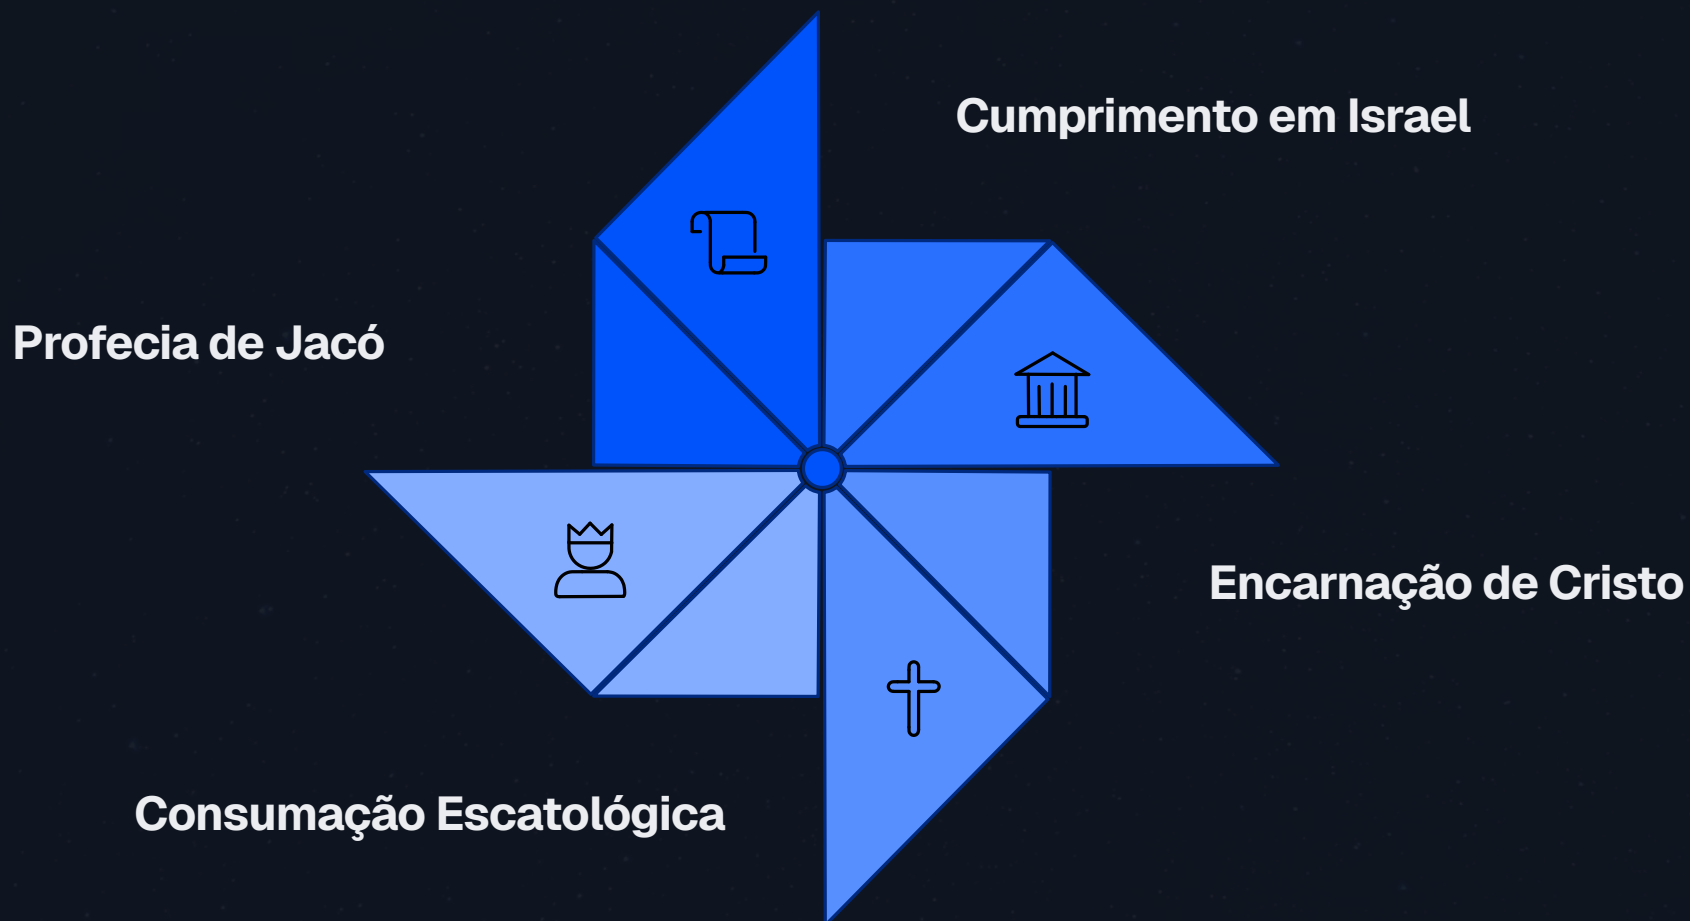 Cumprimento em Israel
Profecia de Jacó
Encarnação de Cristo
Consumação Escatológica